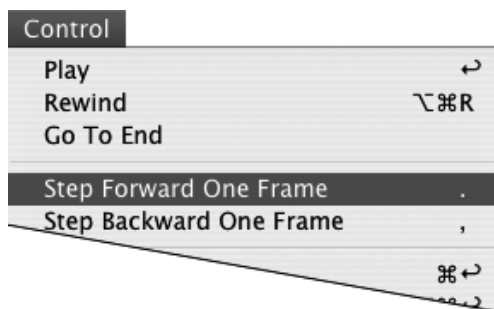 Control
Play ↩
Rewind ⌥⌘R
Go To End
Step Forward One Frame .
Step Backward One Frame ,
⌘↩